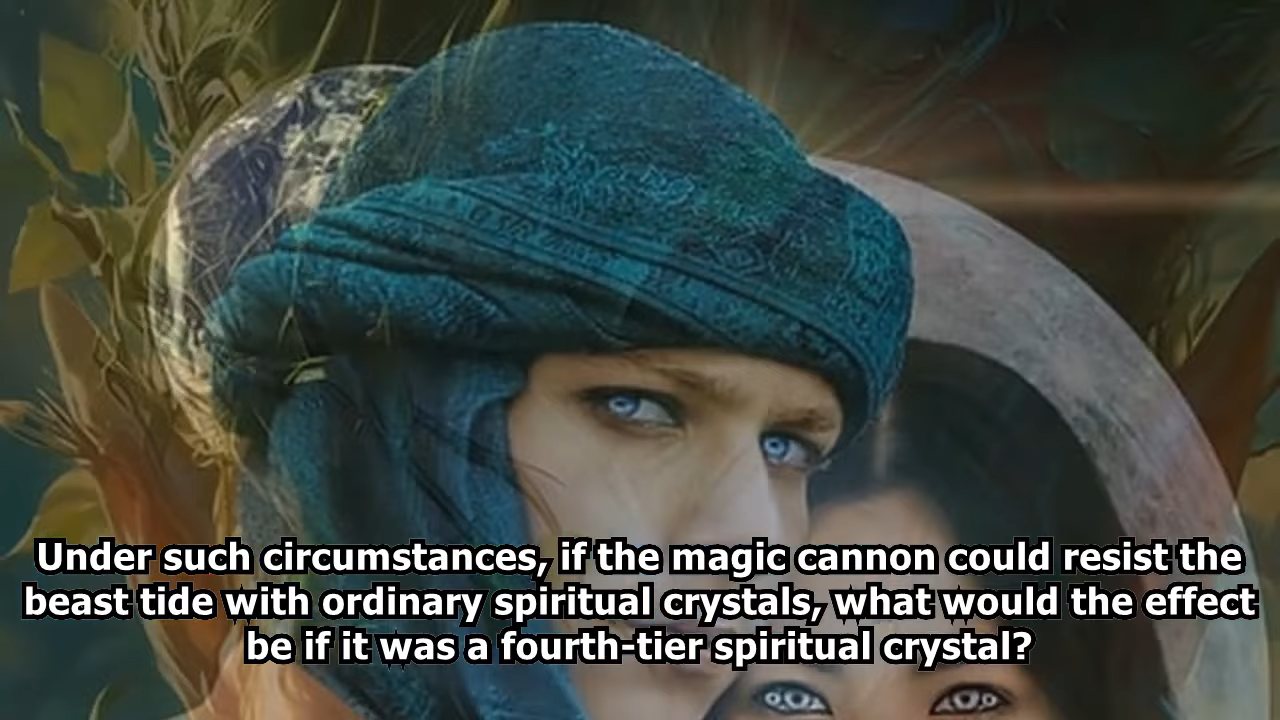 Under such circumstances, if the magic cannon could resist the
beast tide with ordinary spiritual crystals, what would the effect
be if it was a fourth-tier spiritual crystal?